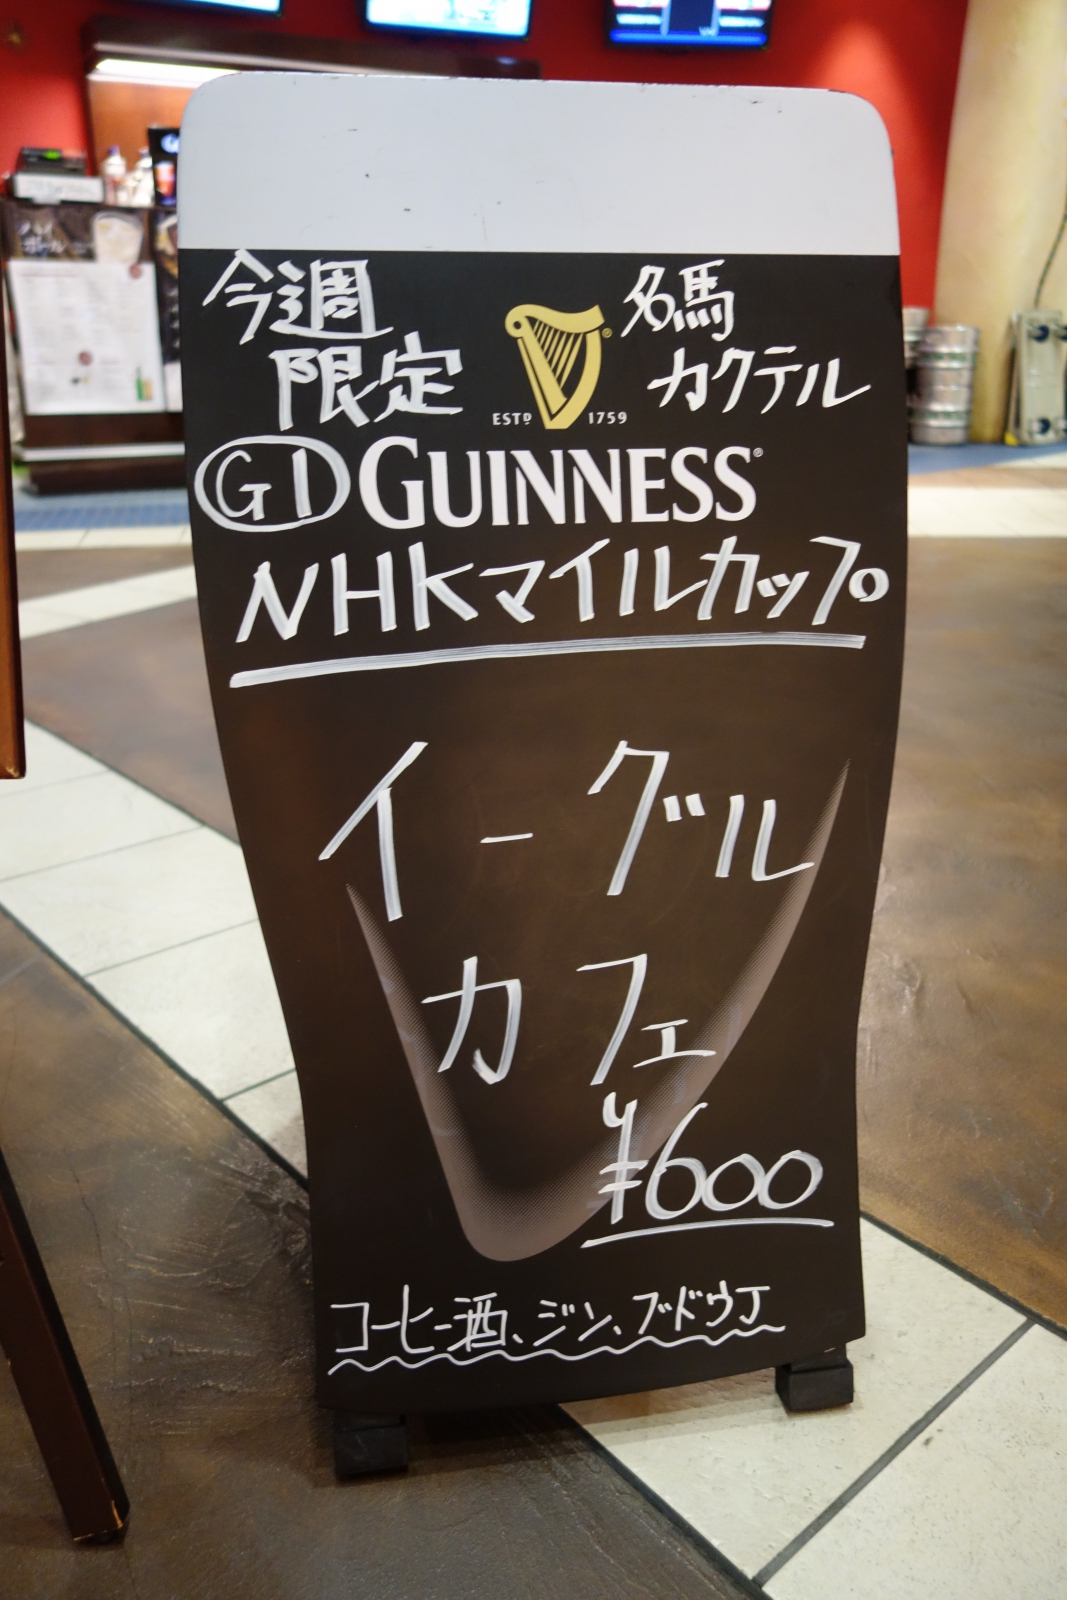 今週
限定
名馬
カクテル
ESTD 1759
GI
GUINNESS®
NHKマイルカップ
イーグル
カフェ
¥600
コーヒー酒、ジン、ブドウJ